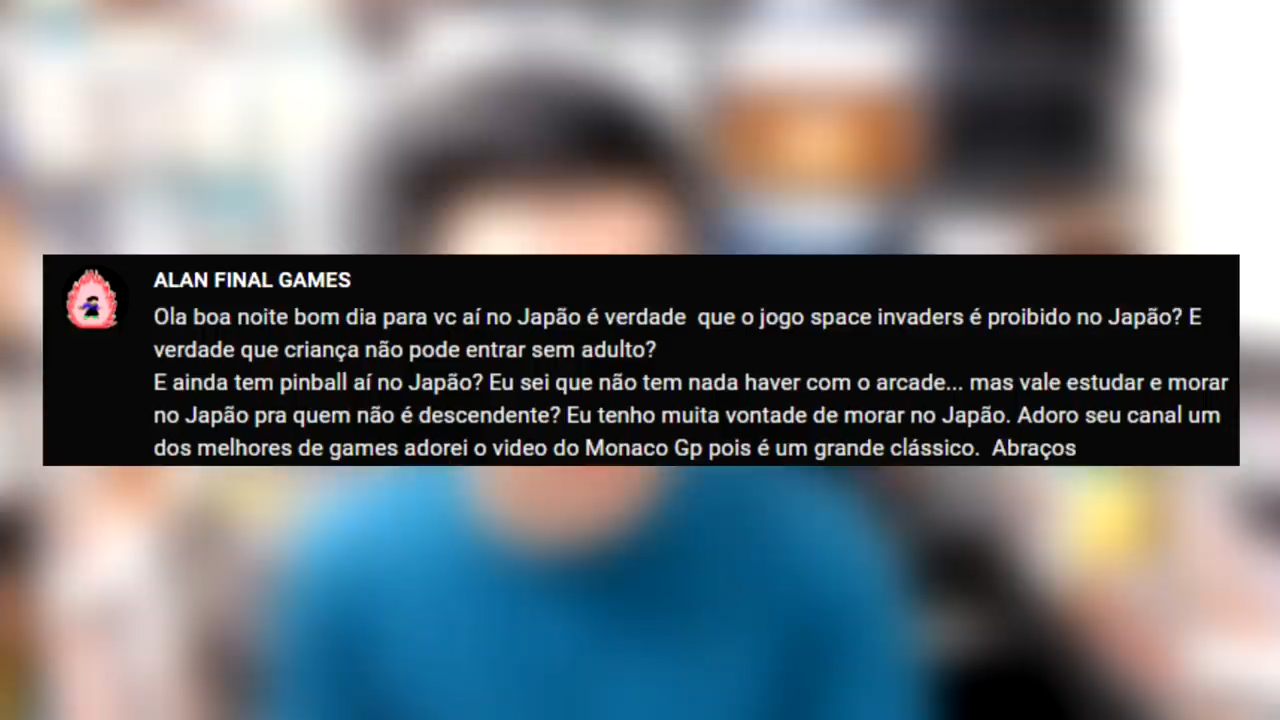 ALAN FINAL GAMES
Ola boa noite bom dia para vc aí no Japão é verdade  que o jogo space invaders é proibido no Japão? E
verdade que criança não pode entrar sem adulto?
E ainda tem pinball aí no Japão? Eu sei que não tem nada haver com o arcade... mas vale estudar e morar
no Japão pra quem não é descendente? Eu tenho muita vontade de morar no Japão. Adoro seu canal um
dos melhores de games adorei o video do Monaco Gp pois é um grande clássico.  Abraços